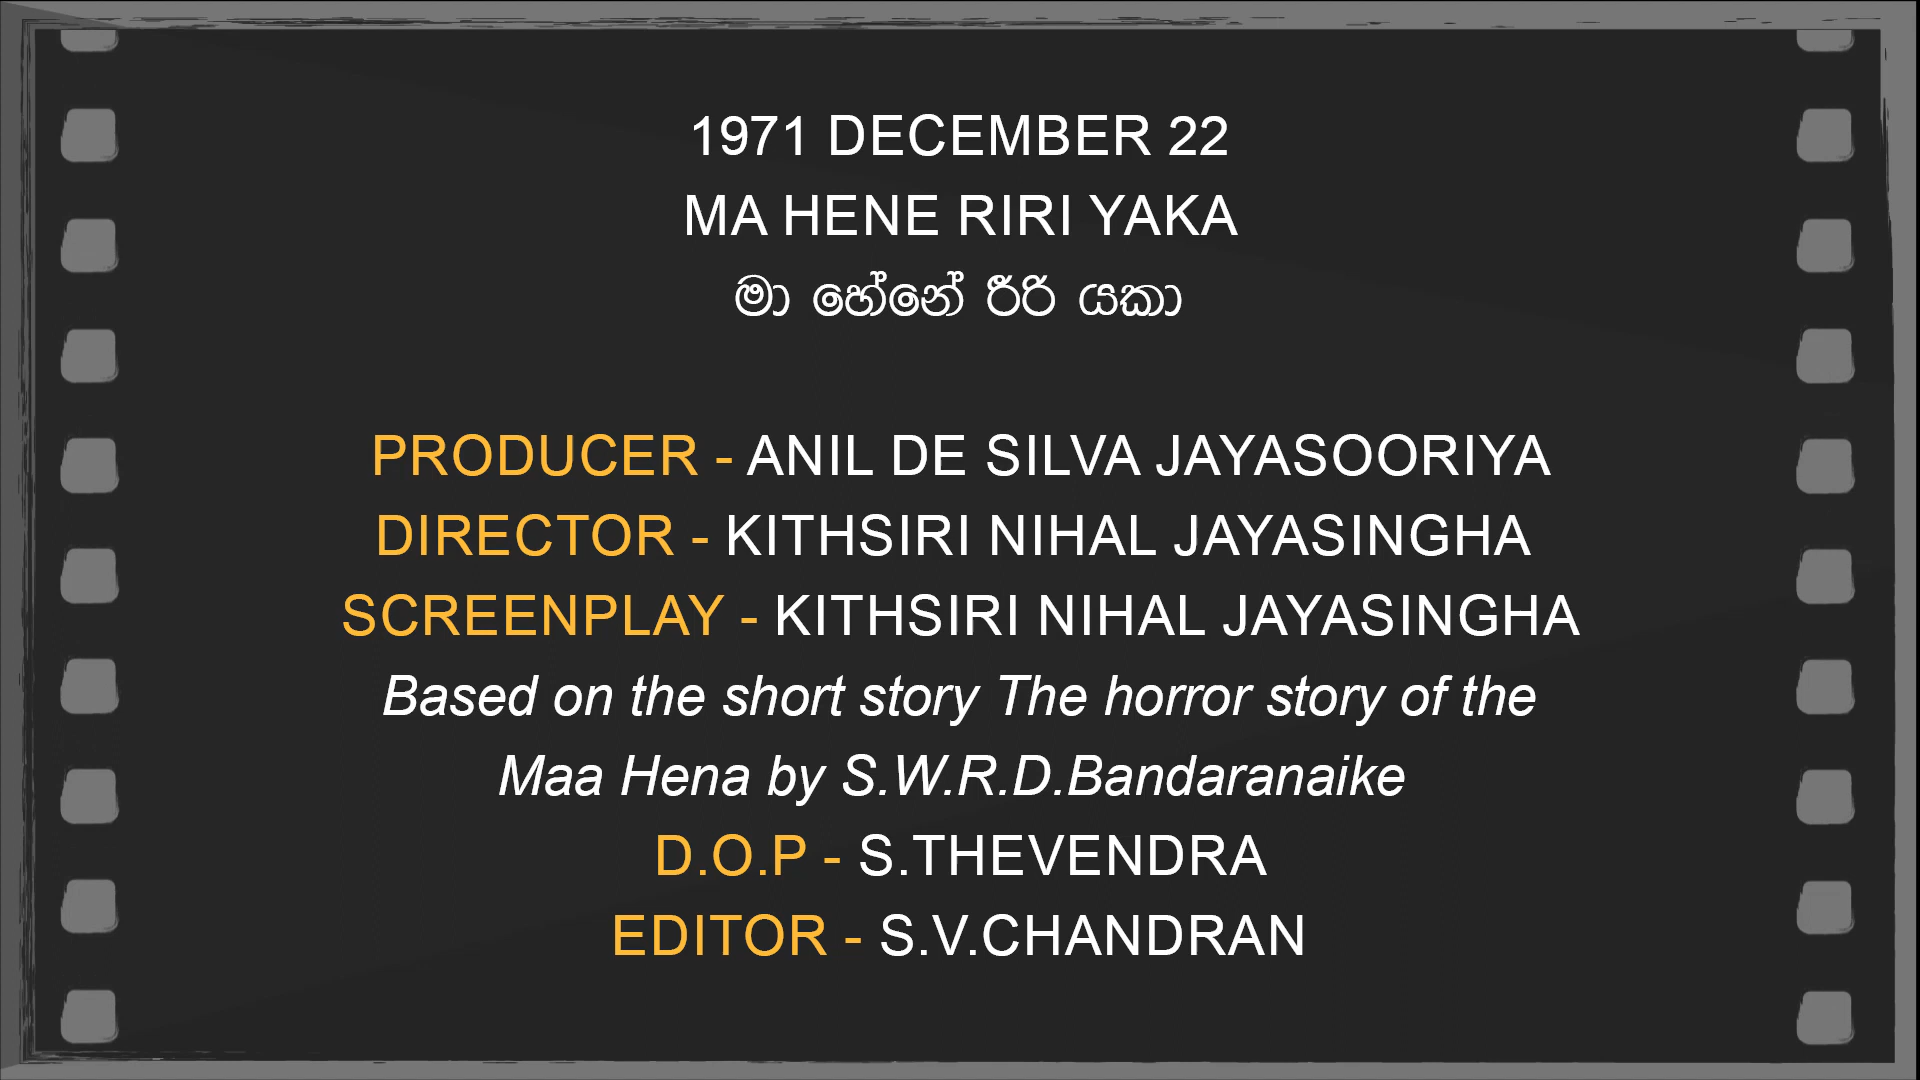 1971 DECEMBER 22
MA HENE RIRI YAKA
මා හේනේ රීරි යකා
PRODUCER - ANIL DE SILVA JAYASOORIYA
DIRECTOR - KITHSIRI NIHAL JAYASINGHA
SCREENPLAY - KITHSIRI NIHAL JAYASINGHA
Based on the short story The horror story of the
Maa Hena by S.W.R.D.Bandaranaike
D.O.P - S.THEVENDRA
EDITOR - S.V.CHANDRAN